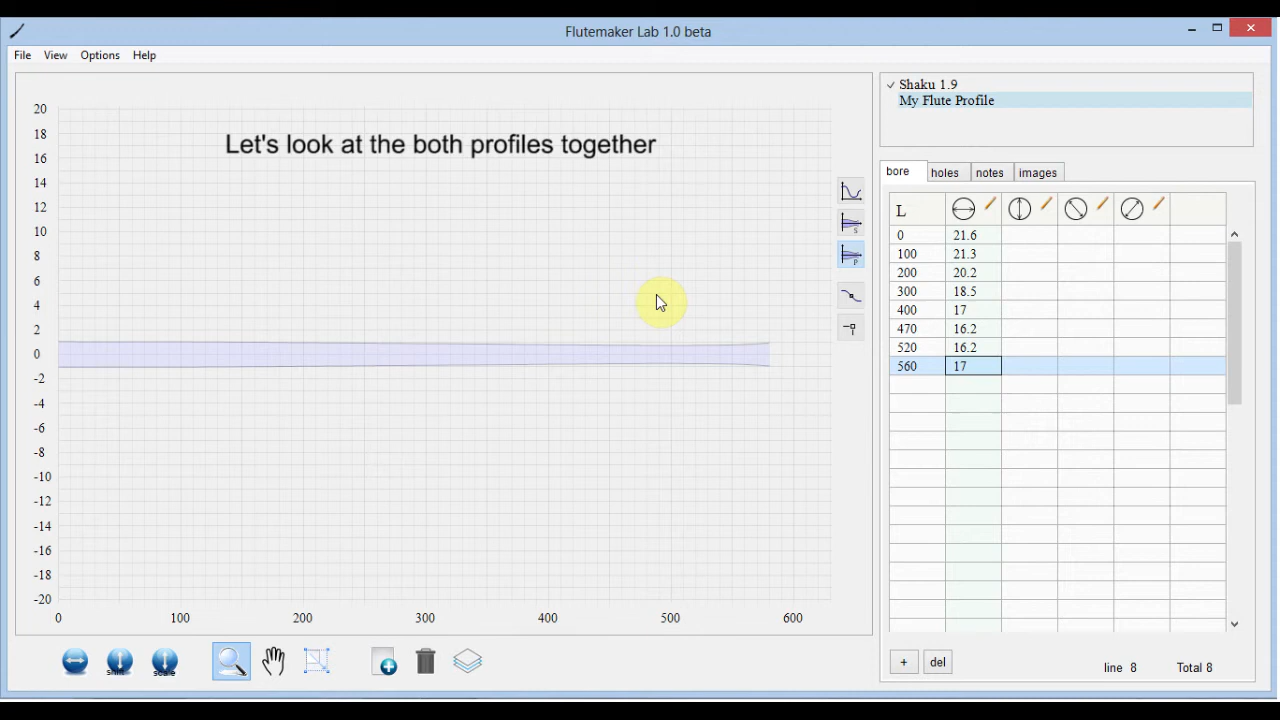 Flutemaker Lab 1.0 beta
File View Options Help
Let's look at the both profiles together
20
18
16
14
12
10
8
6
4
2
0
-2
-4
-6
-8
-10
-12
-14
-16
-18
-20
0 100 200 300 400 500 600
S
P
shift
scale
✓ Shaku 1.9
My Flute Profile
bore holes notes images
L
0 21.6
100 21.3
200 20.2
300 18.5
400 17
470 16.2
520 16.2
560 17
+ del line 8 Total 8